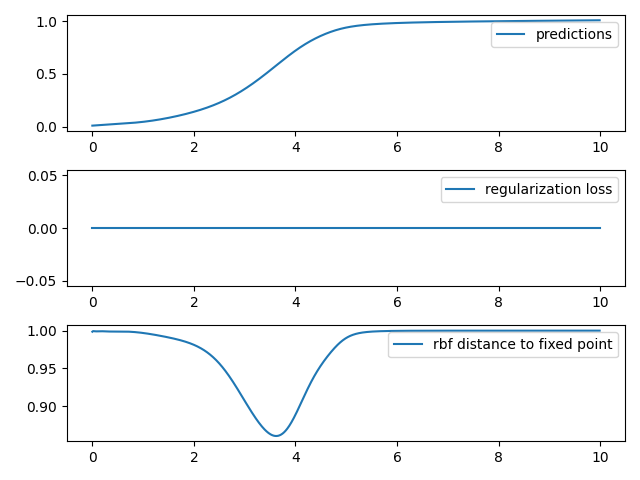 1.0
0.5
0.0
predictions
0 2 4 6 8 10
0.05
0.00
−0.05
regularization loss
0 2 4 6 8 10
1.00
0.95
0.90
rbf distance to fixed point
0 2 4 6 8 10